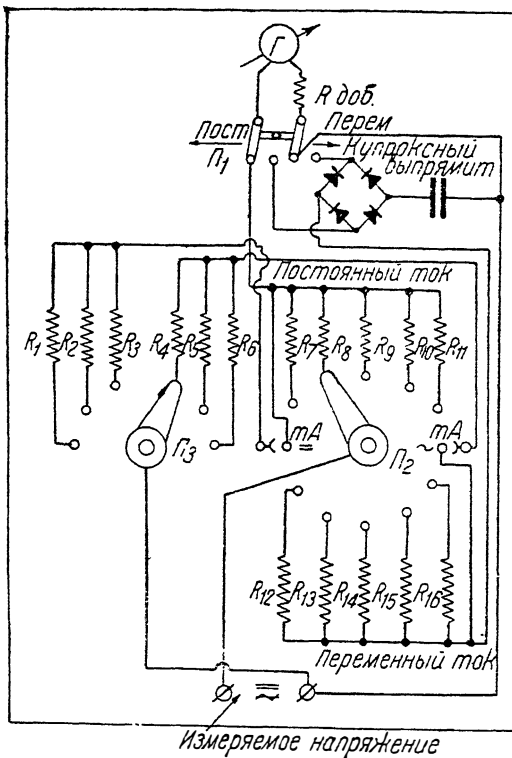 Г
R доб.
Пост
Перем
П₁
Купроксный
выпрямит
Постоянный ток
R₁ R₂ R₃ R₄ R₅ R₆ R₇ R₈ R₉ R₁₀ R₁₁
mA
=
~
mA
П₃
П₂
R₁₂ R₁₃ R₁₄ R₁₅ R₁₆
Переменный ток
Измеряемое напряжение